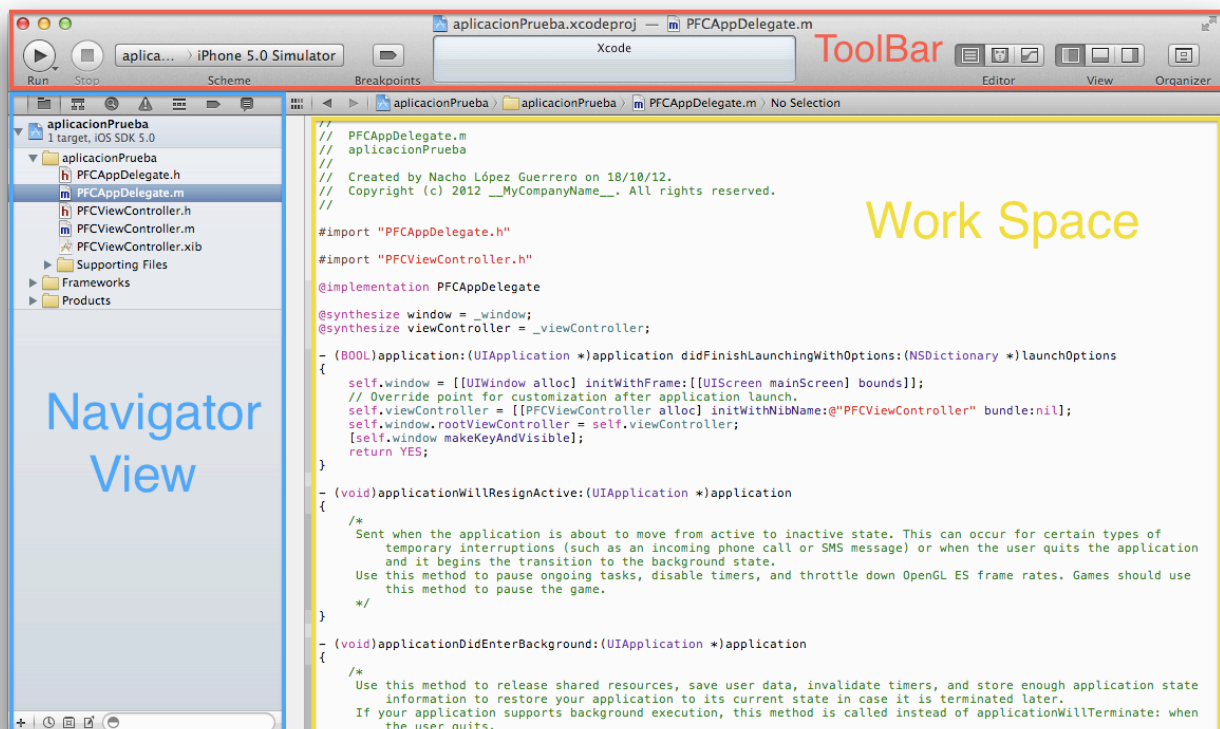 aplicacionPrueba.xcodeproj — m PFCAppDelegate.m
aplica... › iPhone 5.0 Simulator
Xcode
ToolBar
Run Stop Scheme Breakpoints Editor View Organizer
aplicacionPrueba › aplicacionPrueba › m PFCAppDelegate.m › No Selection
aplicacionPrueba
1 target, iOS SDK 5.0
aplicacionPrueba
h PFCAppDelegate.h
m PFCAppDelegate.m
h PFCViewController.h
m PFCViewController.m
PFCViewController.xib
Supporting Files
Frameworks
Products
Navigator
View
//
//  PFCAppDelegate.m
//  aplicacionPrueba
//
//  Created by Nacho López Guerrero on 18/10/12.
//  Copyright (c) 2012 __MyCompanyName__. All rights reserved.
//
Work Space
#import "PFCAppDelegate.h"
#import "PFCViewController.h"
@implementation PFCAppDelegate
@synthesize window = _window;
@synthesize viewController = _viewController;
- (BOOL)application:(UIApplication *)application didFinishLaunchingWithOptions:(NSDictionary *)launchOptions
{
self.window = [[UIWindow alloc] initWithFrame:[[UIScreen mainScreen] bounds]];
// Override point for customization after application launch.
self.viewController = [[PFCViewController alloc] initWithNibName:@"PFCViewController" bundle:nil];
self.window.rootViewController = self.viewController;
[self.window makeKeyAndVisible];
return YES;
}
- (void)applicationWillResignActive:(UIApplication *)application
{
/*
Sent when the application is about to move from active to inactive state. This can occur for certain types of
temporary interruptions (such as an incoming phone call or SMS message) or when the user quits the application
and it begins the transition to the background state.
Use this method to pause ongoing tasks, disable timers, and throttle down OpenGL ES frame rates. Games should use
this method to pause the game.
*/
}
- (void)applicationDidEnterBackground:(UIApplication *)application
{
/*
Use this method to release shared resources, save user data, invalidate timers, and store enough application state
information to restore your application to its current state in case it is terminated later.
If your application supports background execution, this method is called instead of applicationWillTerminate: when
the user quits.